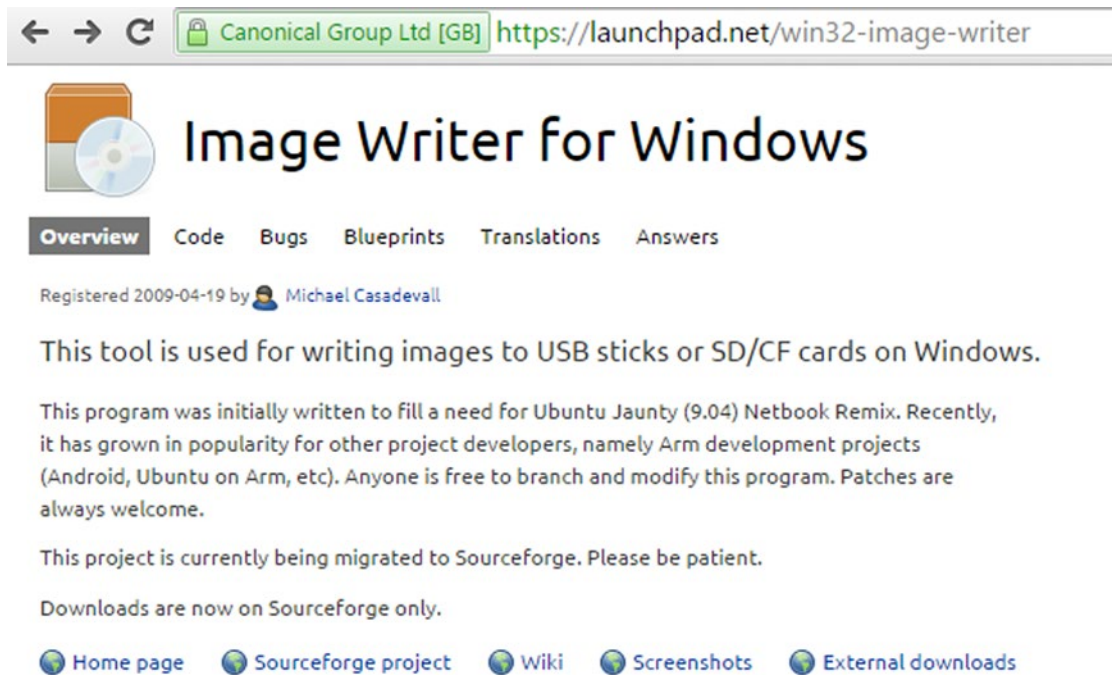 Canonical Group Ltd [GB] https://launchpad.net/win32-image-writer
Image Writer for Windows
Overview Code Bugs Blueprints Translations Answers
Registered 2009-04-19 by Michael Casadevall
This tool is used for writing images to USB sticks or SD/CF cards on Windows.
This program was initially written to fill a need for Ubuntu Jaunty (9.04) Netbook Remix. Recently,
it has grown in popularity for other project developers, namely Arm development projects
(Android, Ubuntu on Arm, etc). Anyone is free to branch and modify this program. Patches are
always welcome.
This project is currently being migrated to Sourceforge. Please be patient.
Downloads are now on Sourceforge only.
Home page Sourceforge project Wiki Screenshots External downloads